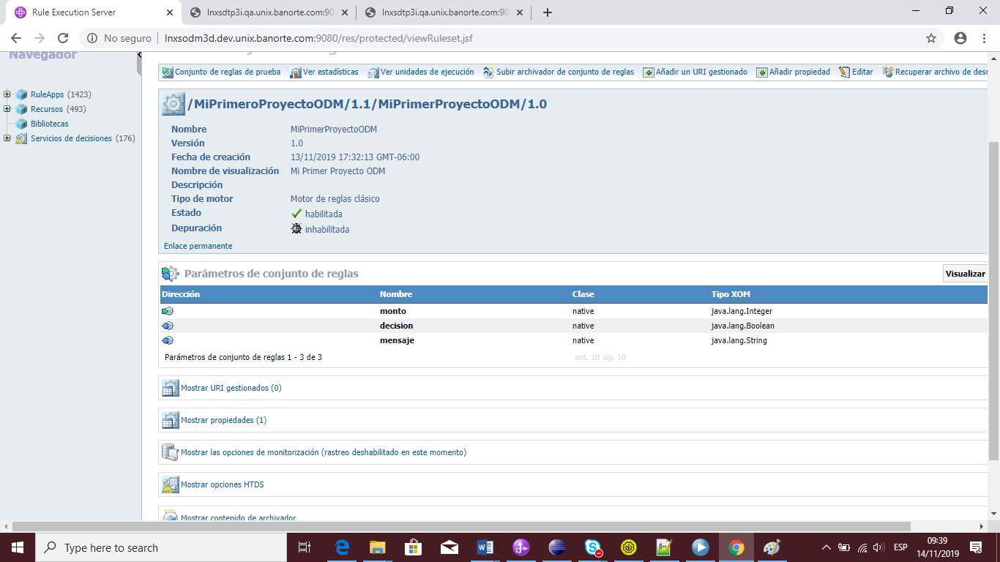 Rule Execution Server
lnxsdtp3i.qa.unix.banorte.com:90
lnxsdtp3i.qa.unix.banorte.com:90
No seguro
lnxsodm3d.dev.unix.banorte.com:9080/res/protected/viewRuleset.jsf
Navegador
RuleApps (1423)
Recursos (493)
Bibliotecas
Servicios de decisiones (176)
Conjunto de reglas de prueba Ver estadísticas Ver unidades de ejecución Subir archivador de conjunto de reglas Añadir un URI gestionado Añadir propiedad Editar Recuperar archivo de desc
/MiPrimeroProyectoODM/1.1/MiPrimerProyectoODM/1.0
Nombre MiPrimerProyectoODM
Versión 1.0
Fecha de creación 13/11/2019 17:32:13 GMT-06:00
Nombre de visualización Mi Primer Proyecto ODM
Descripción
Tipo de motor Motor de reglas clásico
Estado habilitada
Depuración inhabilitada
Enlace permanente
Parámetros de conjunto de reglas Visualizar
Dirección Nombre Clase Tipo XOM
monto native java.lang.Integer
decision native java.lang.Boolean
mensaje native java.lang.String
Parámetros de conjunto de reglas 1 - 3 de 3 ant. 10 sig. 10
Mostrar URI gestionados (0)
Mostrar propiedades (1)
Mostrar las opciones de monitorización (rastreo deshabilitado en este momento)
Mostrar opciones HTDS
Mostrar contenido de archivador
Type here to search
ESP
09:39
14/11/2019